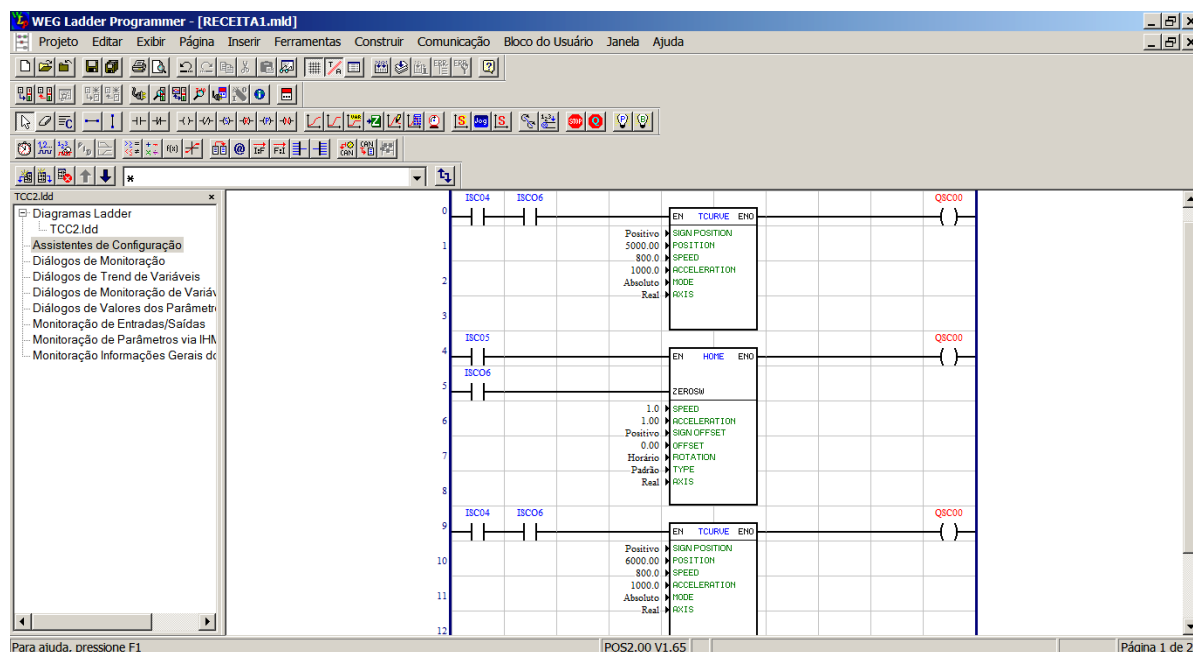 WEG Ladder Programmer - [RECEITA1.mld]
Projeto Editar Exibir Página Inserir Ferramentas Construir Comunicação Bloco do Usuário Janela Ajuda
*
TCC2.ldd
Diagramas Ladder
TCC2.ldd
Assistentes de Configuração
Diálogos de Monitoração
Diálogos de Trend de Variáveis
Diálogos de Monitoração de Variáv
Diálogos de Valores dos Parâmetr
Monitoração de Entradas/Saídas
Monitoração de Parâmetros via IHM
Monitoração Informações Gerais do
ISC04 ISCO6 QSC00
0
EN TCURVE ENO
Positivo SIGN POSITION
1
5000.00 POSITION
800.0 SPEED
1000.0 ACCELERATION
2
Absoluto MODE
Real AXIS
3
ISC05 QSC00
4
EN HOME ENO
ISCO6
5
ZEROSW
1.0 SPEED
6
1.00 ACCELERATION
Positivo SIGN OFFSET
0.00 OFFSET
7
Horário ROTATION
Padrão TYPE
Real AXIS
8
ISC04 ISCO6 QSC00
9
EN TCURVE ENO
Positivo SIGN POSITION
10
6000.00 POSITION
800.0 SPEED
1000.0 ACCELERATION
11
Absoluto MODE
Real AXIS
12
Para ajuda, pressione F1 POS2.00 V1.65 Página 1 de 2